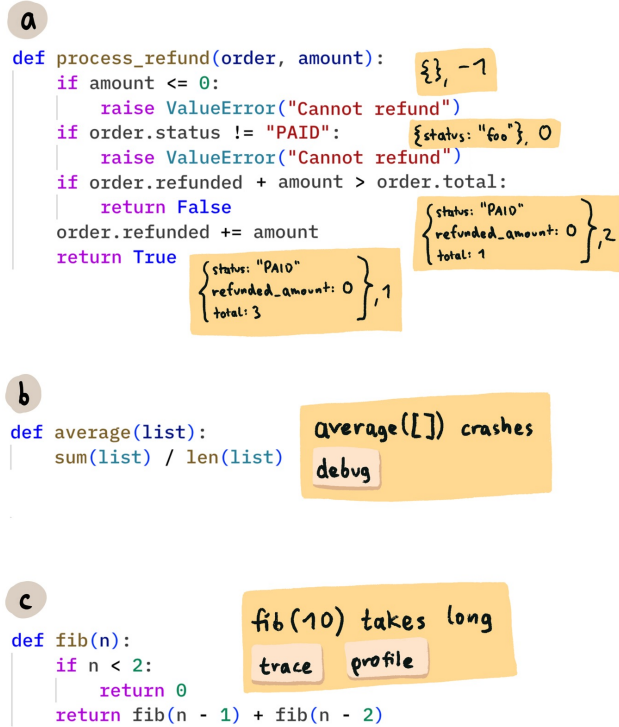 a
def process_refund(order, amount):
{}, -1
if amount <= 0:
raise ValueError("Cannot refund")
if order.status != "PAID":
{status: "foo"}, 0
raise ValueError("Cannot refund")
if order.refunded + amount > order.total:
return False
{status: "PAID"
refunded_amount: 0
total: 1 }, 2
order.refunded += amount
return True
{status: "PAID"
refunded_amount: 0
total: 3 }, 1
b
def average(list):
sum(list) / len(list)
average([]) crashes
debug
c
fib(10) takes long
trace profile
def fib(n):
if n < 2:
return 0
return fib(n - 1) + fib(n - 2)